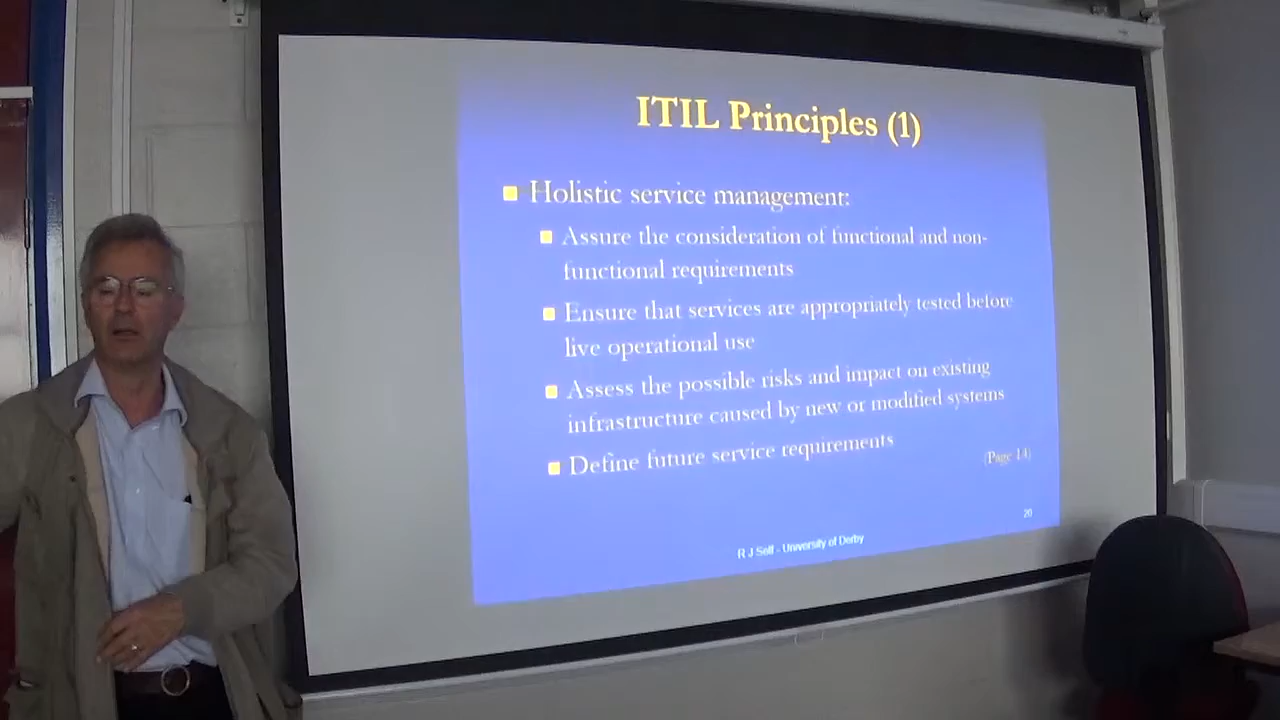 ITIL Principles (1)
Holistic service management:
Assure the consideration of functional and non-
functional requirements
Ensure that services are appropriately tested before
live operational use
Assess the possible risks and impact on existing
infrastructure caused by new or modified systems
Define future service requirements
(Page 14)
20
R J Self - University of Derby